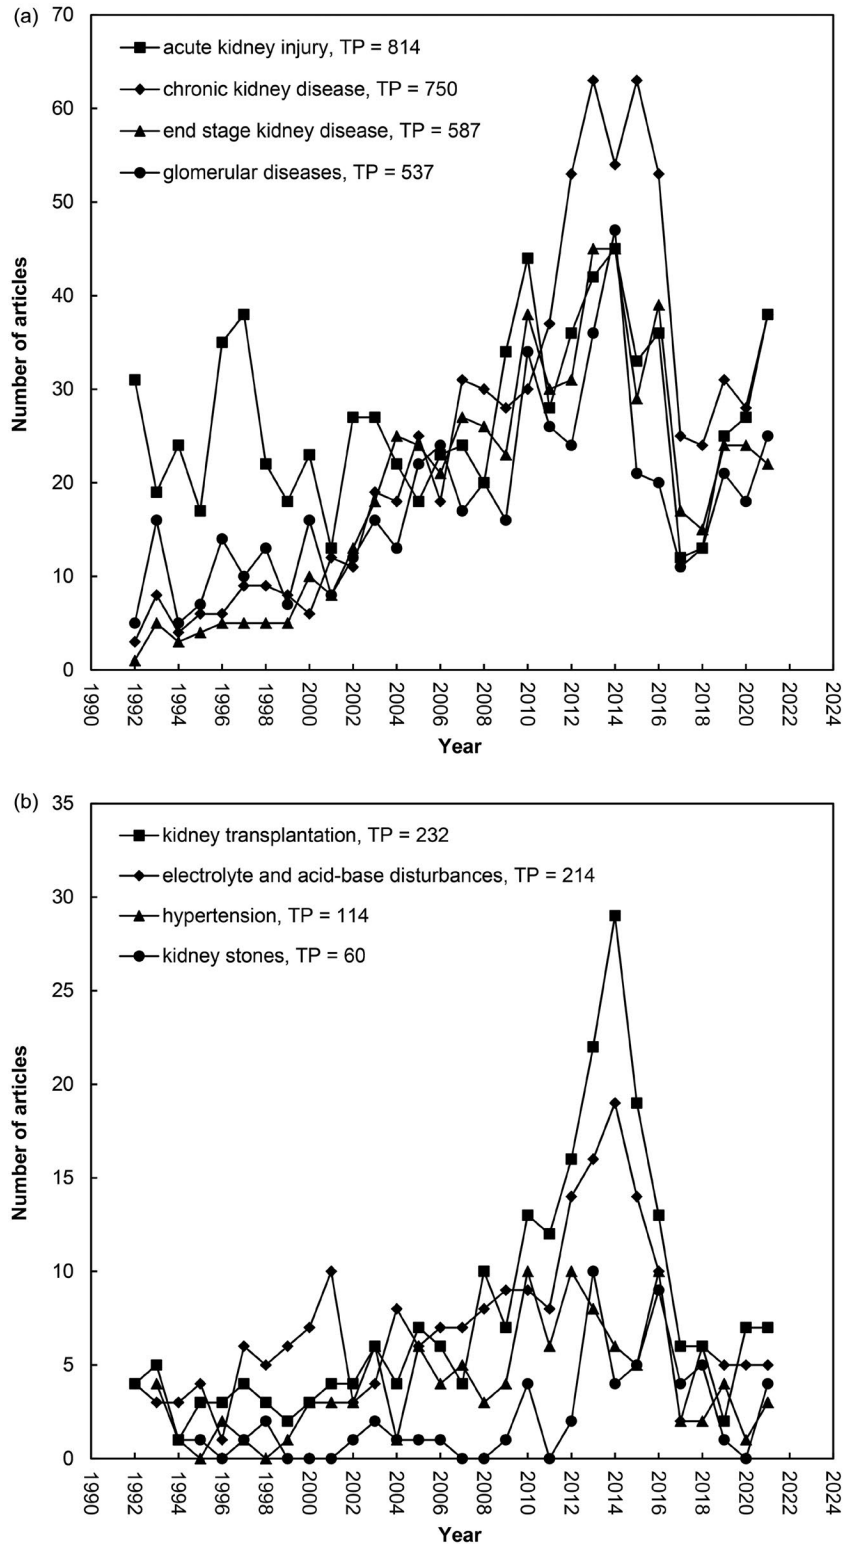 (a)
70
60
50
40
30
20
10
0
Number of articles
acute kidney injury, TP = 814
chronic kidney disease, TP = 750
end stage kidney disease, TP = 587
glomerular diseases, TP = 537
1990 1992 1994 1996 1998 2000 2002 2004 2006 2008 2010 2012 2014 2016 2018 2020 2022 2024
Year
(b)
35
30
25
20
15
10
5
0
Number of articles
kidney transplantation, TP = 232
electrolyte and acid-base disturbances, TP = 214
hypertension, TP = 114
kidney stones, TP = 60
1990 1992 1994 1996 1998 2000 2002 2004 2006 2008 2010 2012 2014 2016 2018 2020 2022 2024
Year